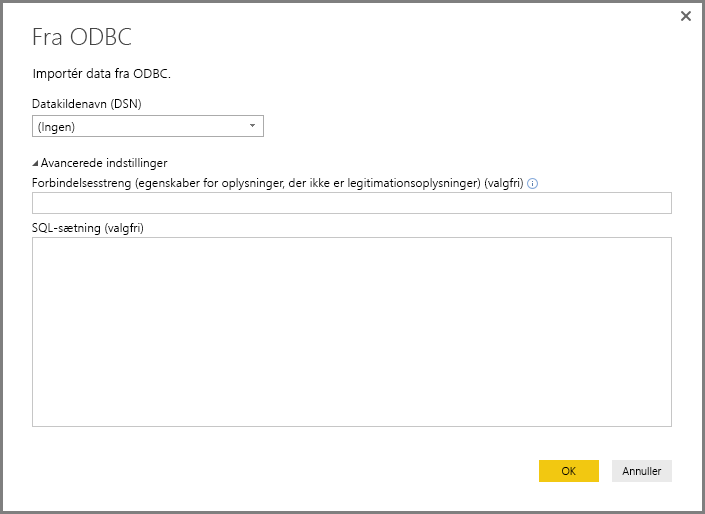 Fra ODBC
Importér data fra ODBC.
Datakildenavn (DSN)
(Ingen)
Avancerede indstillinger
Forbindelsesstreng (egenskaber for oplysninger, der ikke er legitimationsoplysninger) (valgfri)
SQL-sætning (valgfri)
OK
Annuller